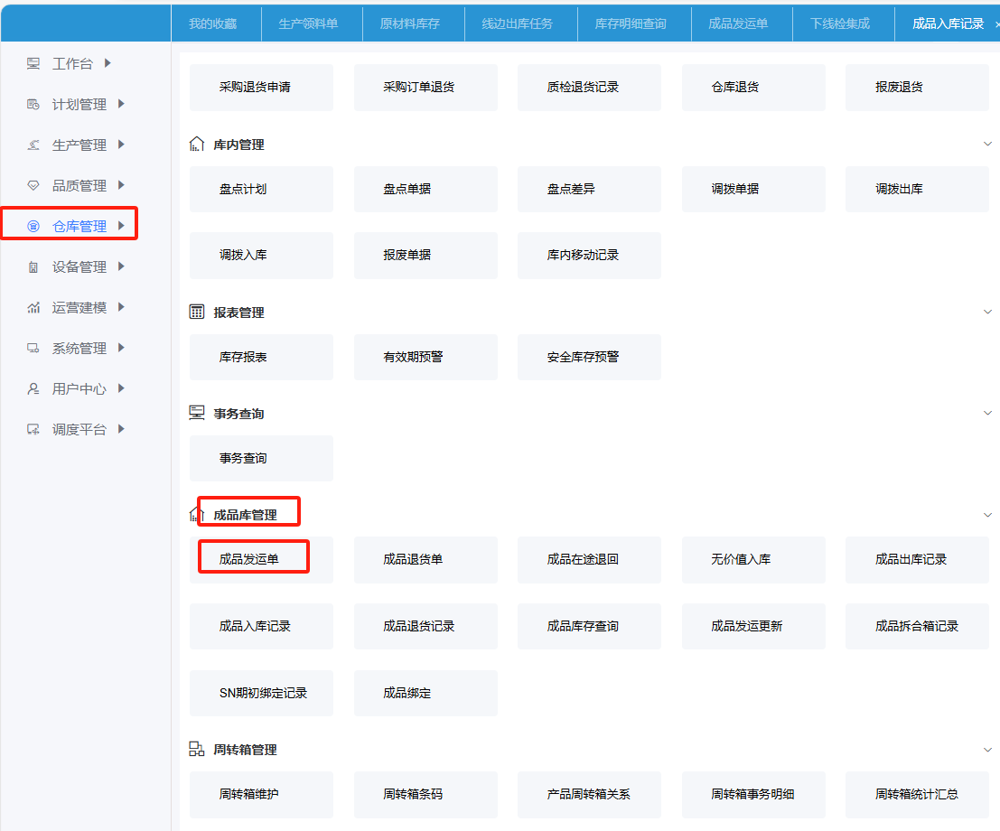 我的收藏 生产领料单 原材料库存 线边出库任务 库存明细查询 成品发运单 下线检集成 成品入库记录 ×
工作台
计划管理
生产管理
品质管理
仓库管理
设备管理
运营建模
系统管理
用户中心
调度平台
采购退货申请 采购订单退货 质检退货记录 仓库退货 报废退货
库内管理
盘点计划 盘点单据 盘点差异 调拨单据 调拨出库
调拨入库 报废单据 库内移动记录
报表管理
库存报表 有效期预警 安全库存预警
事务查询
事务查询
成品库管理
成品发运单 成品退货单 成品在途退回 无价值入库 成品出库记录
成品入库记录 成品退货记录 成品库存查询 成品发运更新 成品拆合箱记录
SN期初绑定记录 成品绑定
周转箱管理
周转箱维护 周转箱条码 产品周转箱关系 周转箱事务明细 周转箱统计汇总